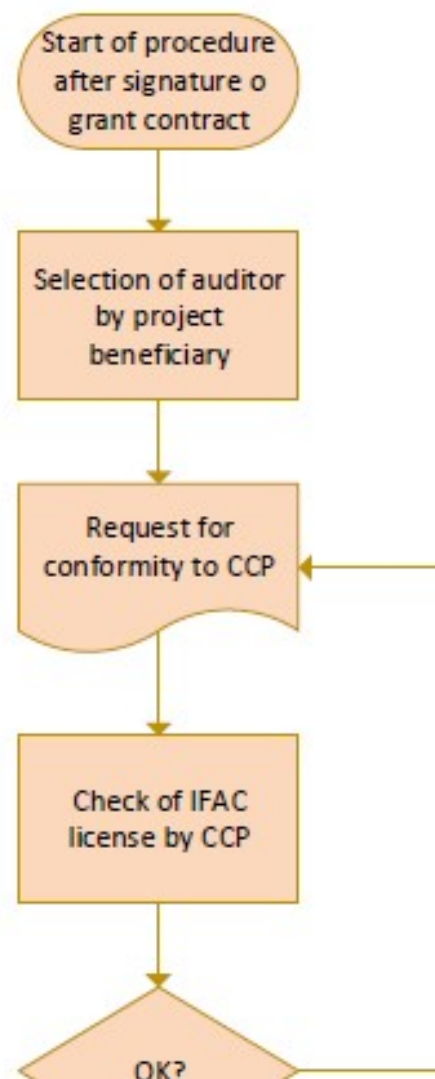 Start of procedure
after signature o
grant contract
Selection of auditor
by project
beneficiary
Request for
conformity to CCP
Check of IFAC
license by CCP
OK?